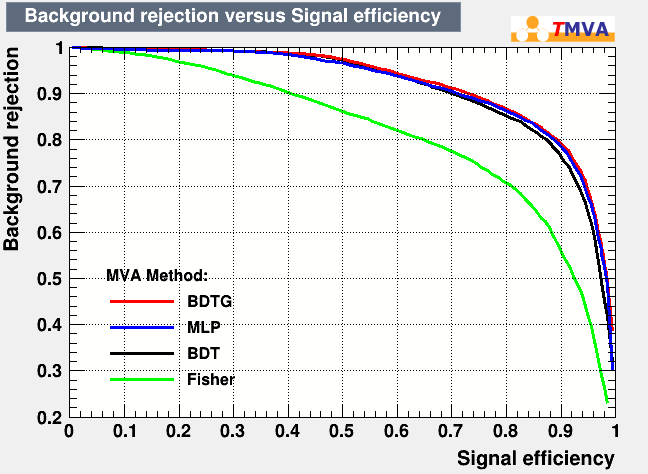 Background rejection versus Signal efficiency
TMVA
Background rejection
1
0.9
0.8
0.7
0.6
0.5
0.4
0.3
0.2
MVA Method:
BDTG
MLP
BDT
Fisher
0 0.1 0.2 0.3 0.4 0.5 0.6 0.7 0.8 0.9 1
Signal efficiency